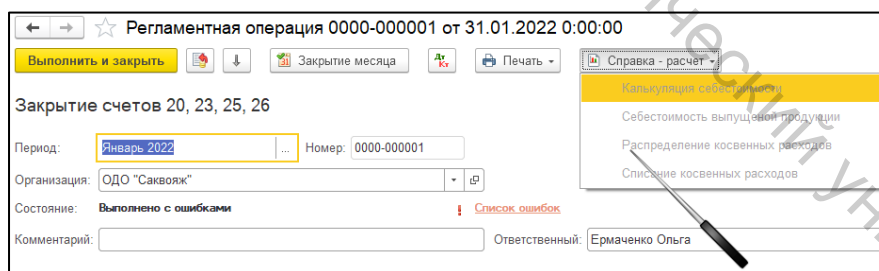 Регламентная операция 0000-000001 от 31.01.2022 0:00:00
Выполнить и закрыть Закрытие месяца Дт Кт Печать Справка - расчет
Калькуляция себестоимости
Закрытие счетов 20, 23, 25, 26
Себестоимость выпущеной продукции
Период: Январь 2022 ... Номер: 0000-000001
Распределение косвенных расходов
Организация: ОДО "Саквояж"
Списание косвенных расходов
Состояние: Выполнено с ошибками ! Список ошибок
Комментарий: Ответственный: Ермаченко Ольга